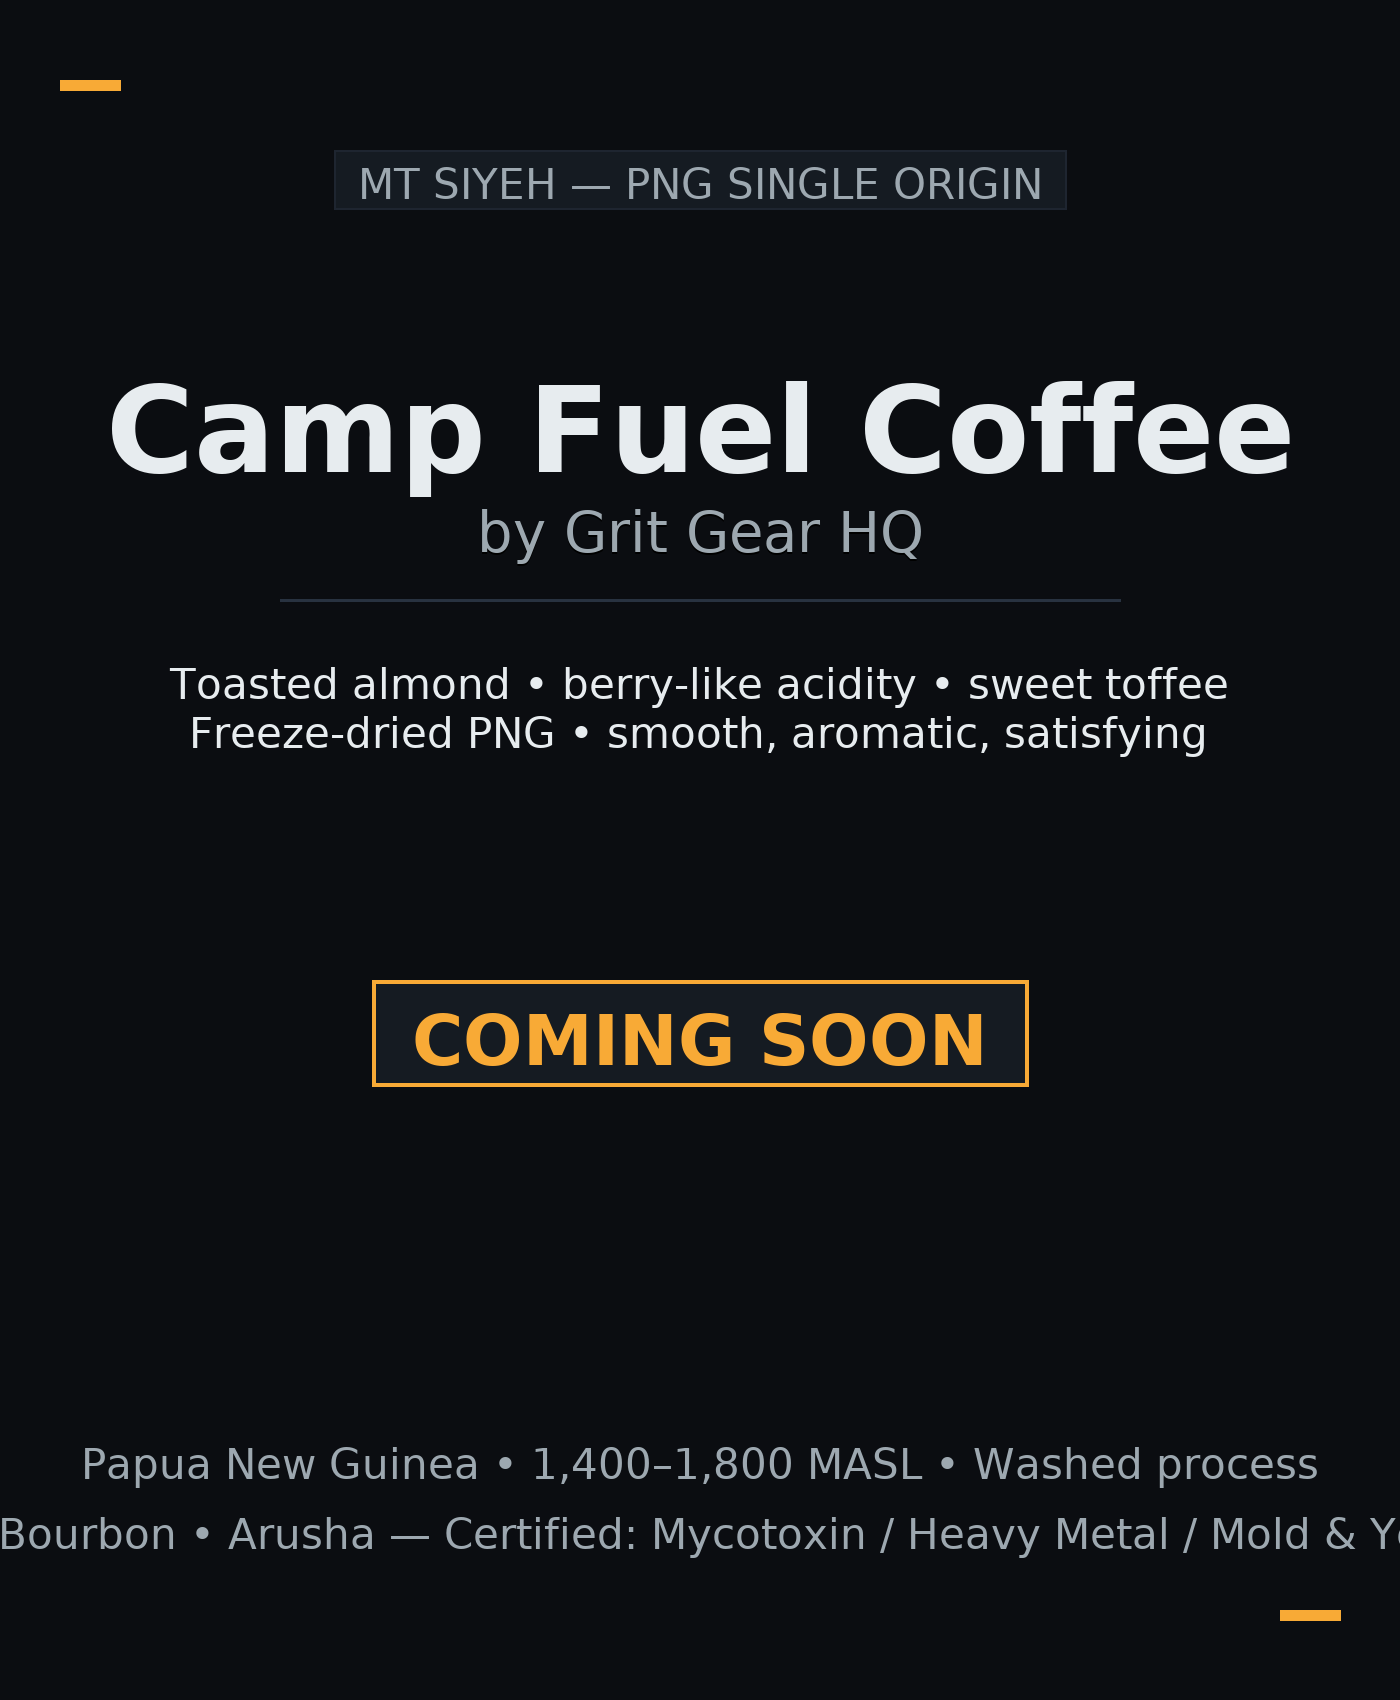 MT SIYEH — PNG SINGLE ORIGIN
Camp Fuel Coffee
by Grit Gear HQ
Toasted almond • berry-like acidity • sweet toffee
Freeze-dried PNG • smooth, aromatic, satisfying
COMING SOON
Papua New Guinea • 1,400–1,800 MASL • Washed process
Bourbon • Arusha — Certified: Mycotoxin / Heavy Metal / Mold &